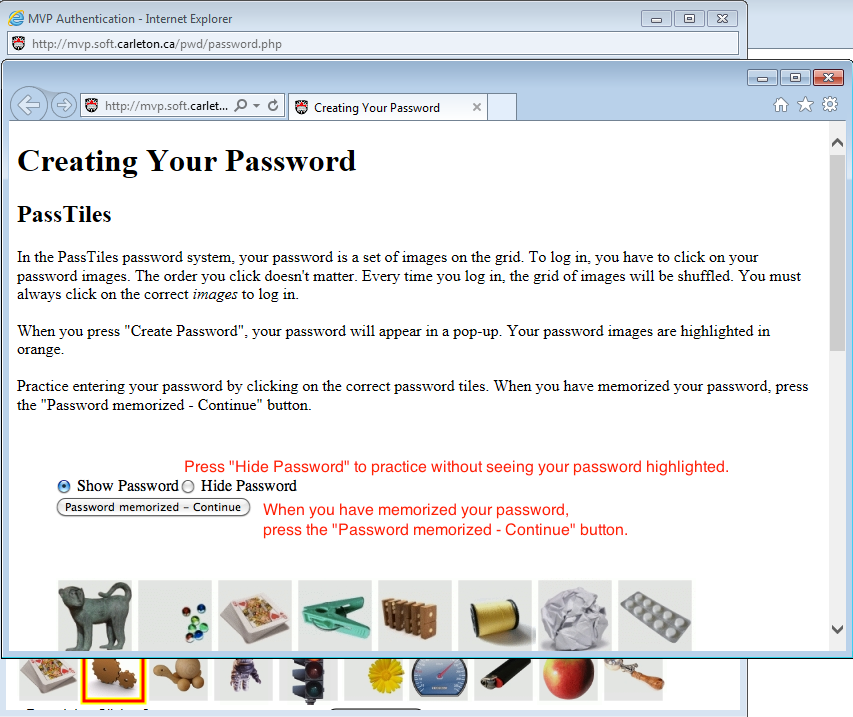 MVP Authentication - Internet Explorer
http://mvp.soft.carleton.ca/pwd/password.php
http://mvp.soft.carlet...
Creating Your Password
Creating Your Password
PassTiles
In the PassTiles password system, your password is a set of images on the grid. To log in, you have to click on your
password images. The order you click doesn't matter. Every time you log in, the grid of images will be shuffled. You must
always click on the correct images to log in.
When you press "Create Password", your password will appear in a pop-up. Your password images are highlighted in
orange.
Practice entering your password by clicking on the correct password tiles. When you have memorized your password, press
the "Password memorized - Continue" button.
Press "Hide Password" to practice without seeing your password highlighted.
Show Password Hide Password
Password memorized - Continue
When you have memorized your password,
press the "Password memorized - Continue" button.